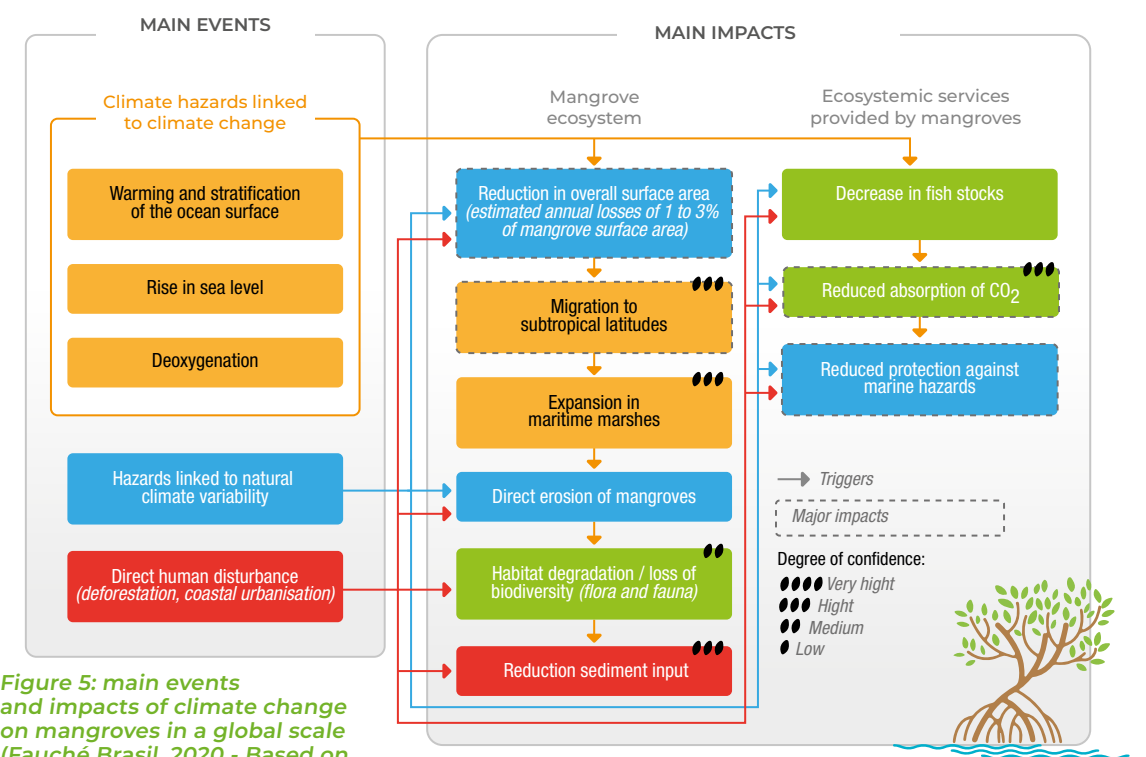 MAIN EVENTS
Climate hazards linked
to climate change
Warming and stratification
of the ocean surface
Rise in sea level
Deoxygenation
Hazards linked to natural
climate variability
Direct human disturbance
(deforestation, coastal urbanisation)
MAIN IMPACTS
Mangrove
ecosystem
Reduction in overall surface area
(estimated annual losses of 1 to 3%
of mangrove surface area)
Migration to
subtropical latitudes
Expansion in
maritime marshes
Direct erosion of mangroves
Habitat degradation / loss of
biodiversity (flora and fauna)
Reduction sediment input
Ecosystemic services
provided by mangroves
Decrease in fish stocks
Reduced absorption of CO2
Reduced protection against
marine hazards
Triggers
Major impacts
Degree of confidence:
Very hight
Hight
Medium
Low
Figure 5: main events
and impacts of climate change
on mangroves in a global scale
(Fauché Brasil, 2020 - Based on